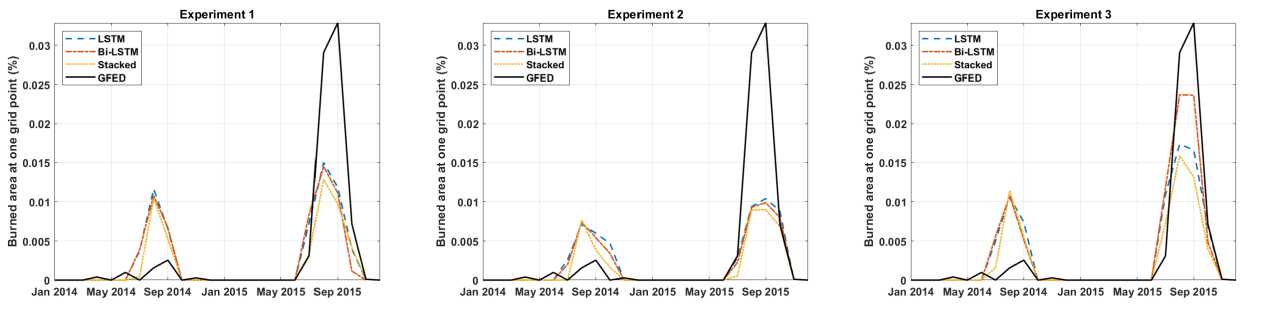 Experiment 1
Burned area at one grid point (%)
0.03
0.025
0.02
0.015
0.01
0.005
0
LSTM
Bi-LSTM
Stacked
GFED
Jan 2014 May 2014 Sep 2014 Jan 2015 May 2015 Sep 2015
Experiment 2
Burned area at one grid point (%)
0.03
0.025
0.02
0.015
0.01
0.005
0
LSTM
Bi-LSTM
Stacked
GFED
Jan 2014 May 2014 Sep 2014 Jan 2015 May 2015 Sep 2015
Experiment 3
Burned area at one grid point (%)
0.03
0.025
0.02
0.015
0.01
0.005
0
LSTM
Bi-LSTM
Stacked
GFED
Jan 2014 May 2014 Sep 2014 Jan 2015 May 2015 Sep 2015